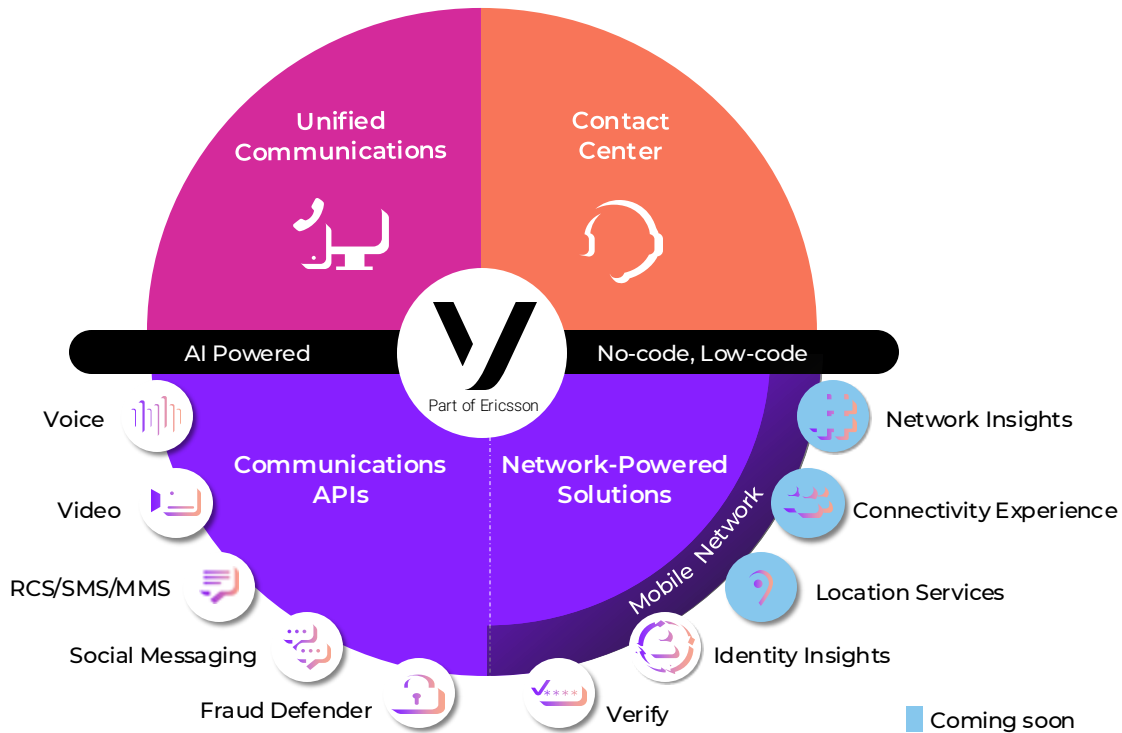 Unified
Communications
Contact
Center
AI Powered
No-code, Low-code
Part of Ericsson
Voice
Network Insights
Communications
APIs
Network-Powered
Solutions
Video
Connectivity Experience
Mobile Network
RCS/SMS/MMS
Location Services
Social Messaging
Identity Insights
Fraud Defender
****
Verify
Coming soon